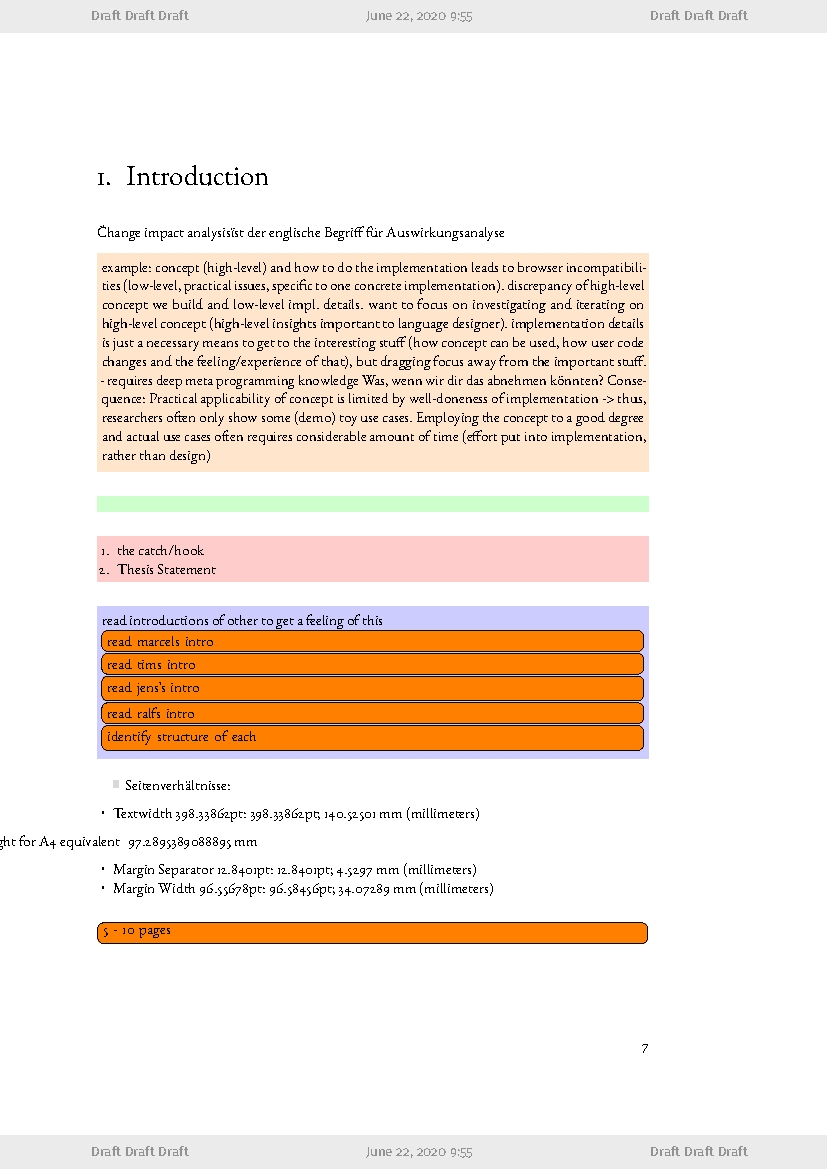 Draft Draft Draft June 22, 2020 9:55 Draft Draft Draft
1. Introduction
C̈hange impact analysisïst der englische Begriff für Auswirkungsanalyse
example: concept (high-level) and how to do the implementation leads to browser incompatibili-
ties (low-level, practical issues, specific to one concrete implementation). discrepancy of high-level
concept we build and low-level impl. details. want to focus on investigating and iterating on
high-level concept (high-level insights important to language designer). implementation details
is just a necessary means to get to the interesting stuff (how concept can be used, how user code
changes and the feeling/experience of that), but dragging focus away from the important stuff.
- requires deep meta programming knowledge Was, wenn wir dir das abnehmen könnten? Conse-
quence: Practical applicability of concept is limited by well-doneness of implementation -> thus,
researchers often only show some (demo) toy use cases. Employing the concept to a good degree
and actual use cases often requires considerable amount of time (effort put into implementation,
rather than design)
1. the catch/hook
2. Thesis Statement
read introductions of other to get a feeling of this
read marcels intro
read tims intro
read jens's intro
read ralfs intro
identify structure of each
Seitenverhältnisse:
• Textwidth 398.33862pt: 398.33862pt; 140.52501 mm (millimeters)
ght for A4 equivalent 97.2895389088895 mm
• Margin Separator 12.8401pt: 12.8401pt; 4.5297 mm (millimeters)
• Margin Width 96.55678pt: 96.58456pt; 34.07289 mm (millimeters)
5 - 10 pages
7
Draft Draft Draft June 22, 2020 9:55 Draft Draft Draft